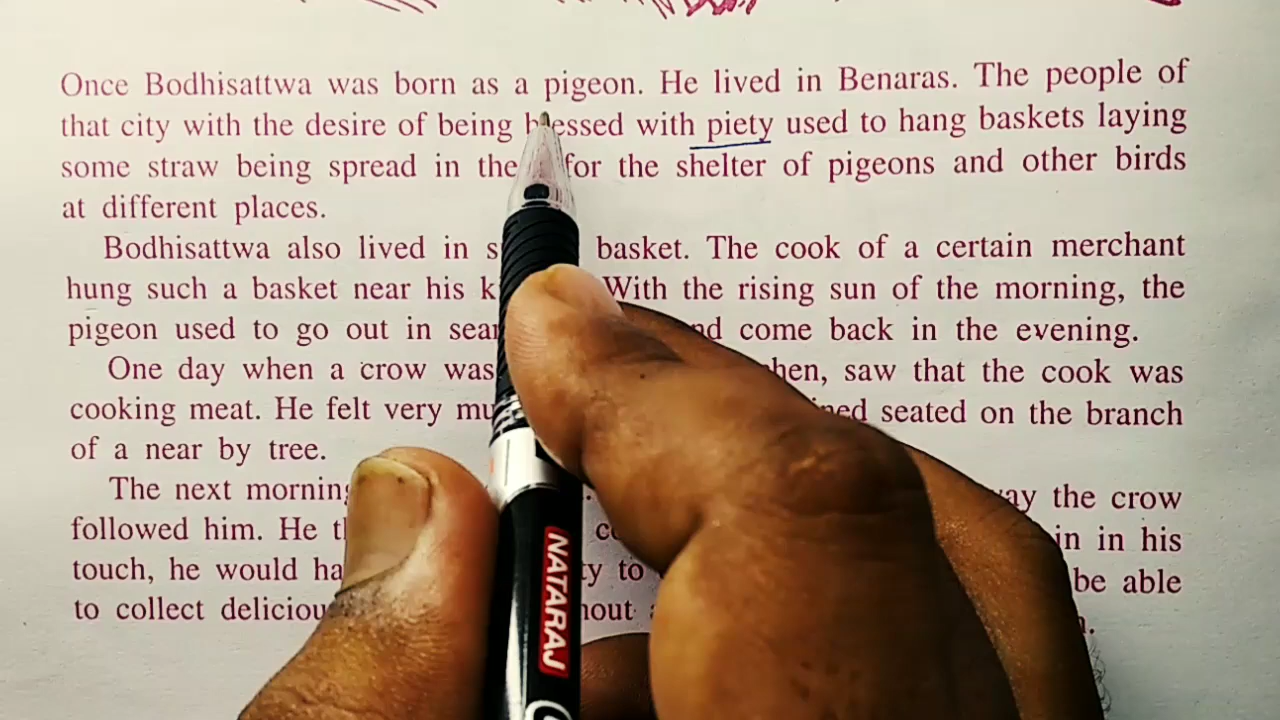 Once Bodhisattwa was born as a pigeon. He lived in Benaras. The people of
that city with the desire of being blessed with piety used to hang baskets laying
some straw being spread in the for the shelter of pigeons and other birds
at different places.
Bodhisattwa also lived in basket. The cook of a certain merchant
hung such a basket near his With the rising sun of the morning, the
pigeon used to go out in come back in the evening.
One day when a crow was saw that the cook was
cooking meat. He felt very seated on the branch
of a near by tree.
The next morning the crow
followed him. He in his
touch, he would to be able
to collect
NATARAJ